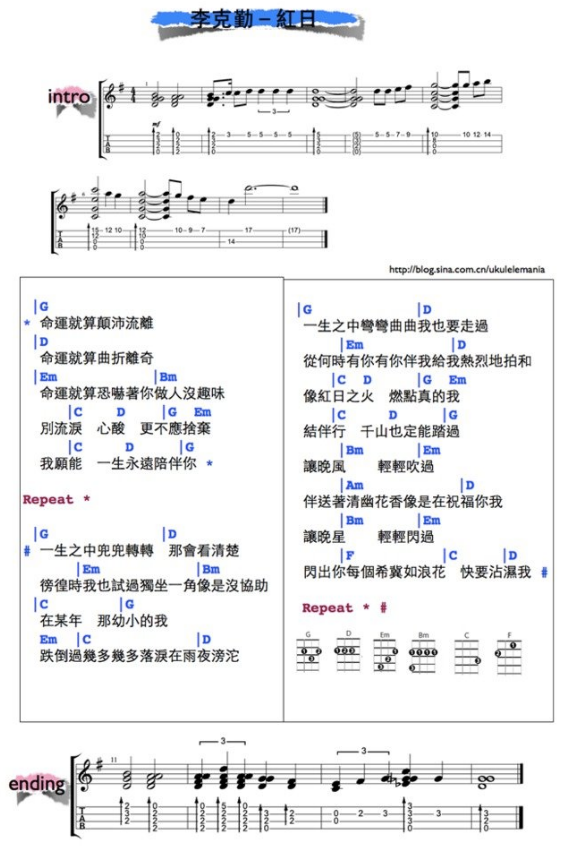 李克勤 – 紅日
intro
http://blog.sina.com.cn/ukulelemania
|G
* 命運就算顛沛流離
|D
命運就算曲折離奇
|Em |Bm
命運就算恐嚇著你做人沒趣味
|C D |G Em
別流淚 心酸 更不應捨棄
|C D |G
我願能 一生永遠陪伴你 *
Repeat *
|G |D
# 一生之中兜兜轉轉 那會看清楚
|Em |Bm
徬徨時我也試過獨坐一角像是沒協助
|C |G
在某年 那幼小的我
Em |C |D
跌倒過幾多幾多落淚在雨夜滂沱
|G |D
一生之中彎彎曲曲我也要走過
|Em |D
從何時有你有你伴我給我熱烈地拍和
|C D |G Em
像紅日之火 燃點真的我
|C D |G
結伴行 千山也定能踏過
|Bm |Em
讓晚風 輕輕吹過
|Am |D
伴送著清幽花香像是在祝福你我
|Bm |Em
讓晚星 輕輕閃過
|F |C |D
閃出你每個希冀如浪花 快要沾濕我 #
Repeat * #
G D Em Bm C F
ending